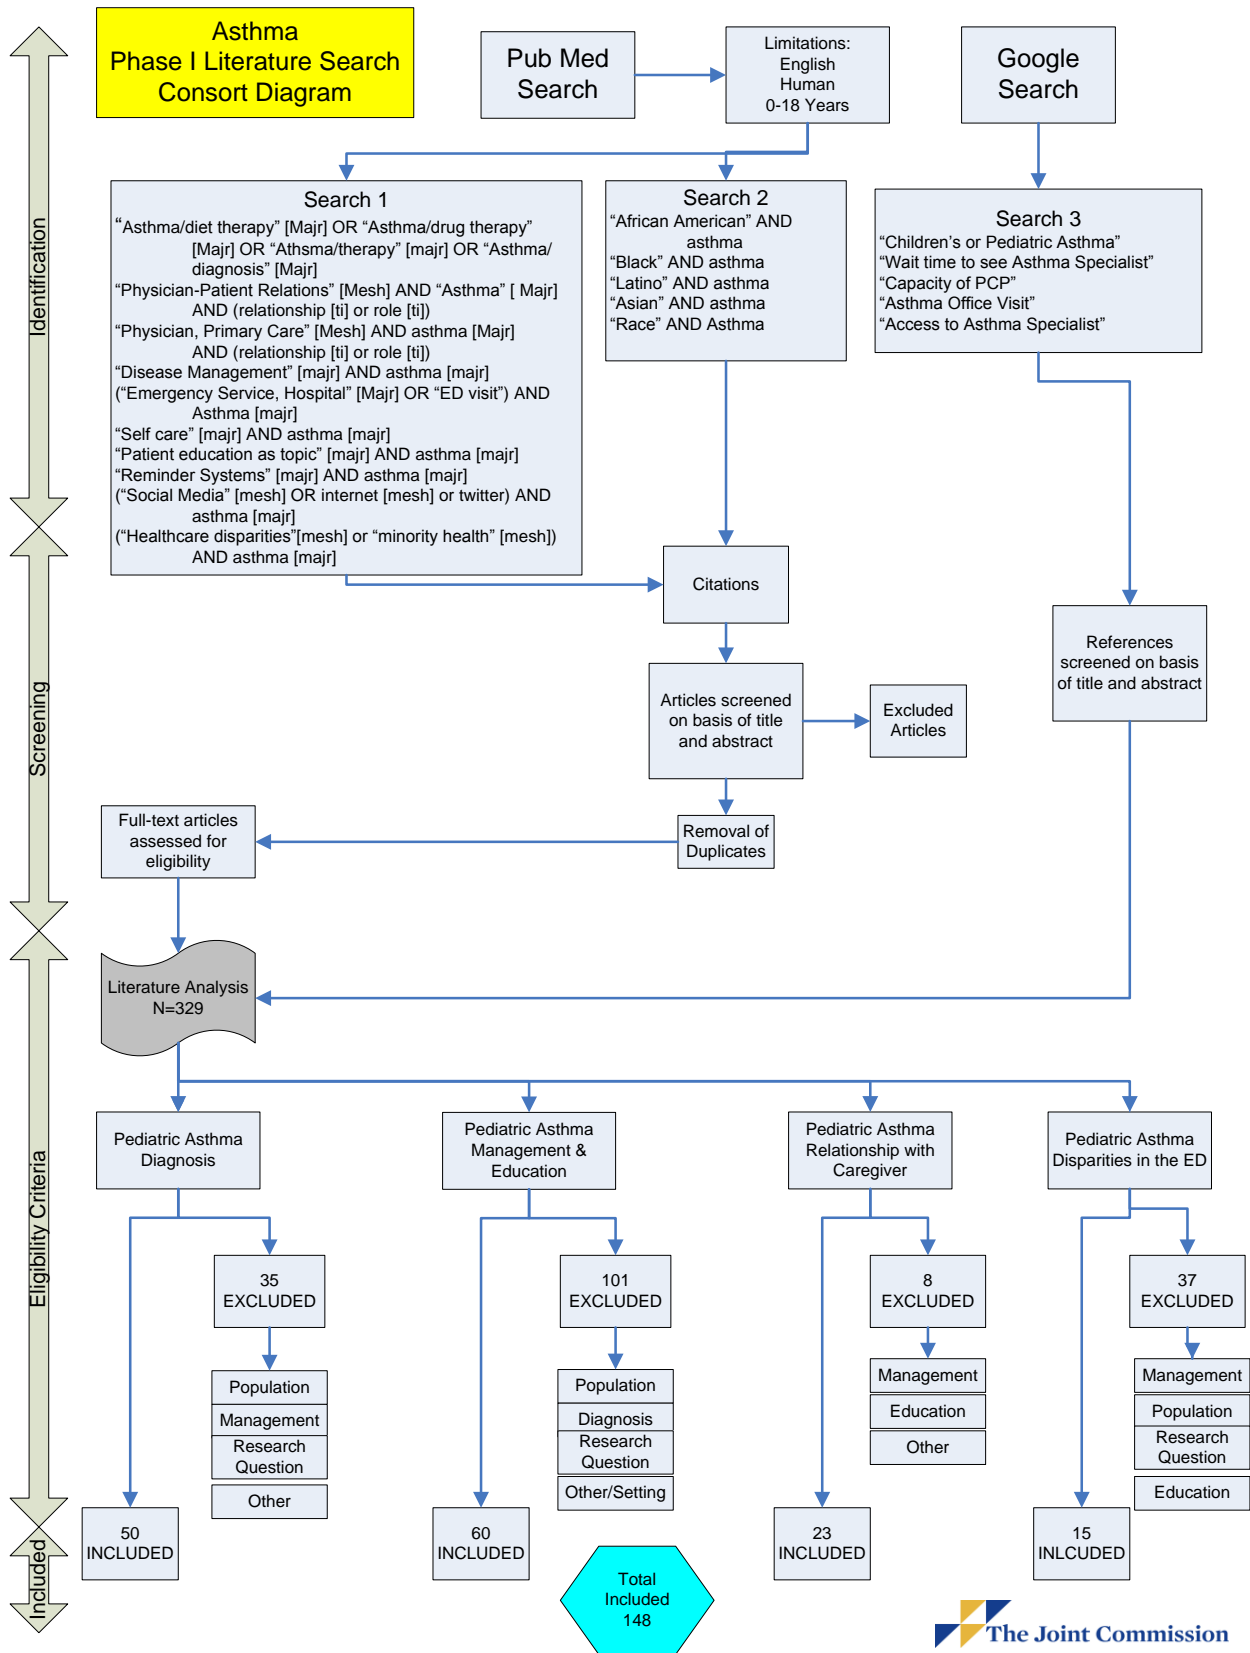 Asthma
Phase I Literature Search
Consort Diagram
Pub Med
Search
Limitations:
English
Human
0-18 Years
Google
Search
Identification
Search 1
“Asthma/diet therapy” [Majr] OR “Asthma/drug therapy”
[Majr] OR “Athsma/therapy” [majr] OR “Asthma/
diagnosis” [Majr]
“Physician-Patient Relations” [Mesh] AND “Asthma” [ Majr]
AND (relationship [ti] or role [ti])
“Physician, Primary Care” [Mesh] AND asthma [Majr]
AND (relationship [ti] or role [ti])
“Disease Management” [majr] AND asthma [majr]
(“Emergency Service, Hospital” [Majr] OR “ED visit”) AND
Asthma [majr]
“Self care” [majr] AND asthma [majr]
“Patient education as topic” [majr] AND asthma [majr]
“Reminder Systems” [majr] AND asthma [majr]
(“Social Media” [mesh] OR internet [mesh] or twitter) AND
asthma [majr]
(“Healthcare disparities”[mesh] or “minority health” [mesh])
AND asthma [majr]
Search 2
“African American” AND
asthma
“Black” AND asthma
“Latino” AND asthma
“Asian” AND asthma
“Race” AND Asthma
Search 3
“Children’s or Pediatric Asthma”
“Wait time to see Asthma Specialist”
“Capacity of PCP”
“Asthma Office Visit”
“Access to Asthma Specialist”
Screening
Citations
References
screened on basis
of title and abstract
Articles screened
on basis of title
and abstract
Excluded
Articles
Removal of
Duplicates
Full-text articles
assessed for
eligibility
Eligibility Criteria
Literature Analysis
N=329
Pediatric Asthma
Diagnosis
Pediatric Asthma
Management &
Education
Pediatric Asthma
Relationship with
Caregiver
Pediatric Asthma
Disparities in the ED
35
EXCLUDED
101
EXCLUDED
8
EXCLUDED
37
EXCLUDED
Population
Management
Research
Question
Other
Population
Diagnosis
Research
Question
Other/Setting
Management
Education
Other
Management
Population
Research
Question
Education
Included
50
INCLUDED
60
INCLUDED
23
INCLUDED
15
INLCUDED
Total
Included
148
The Joint Commission